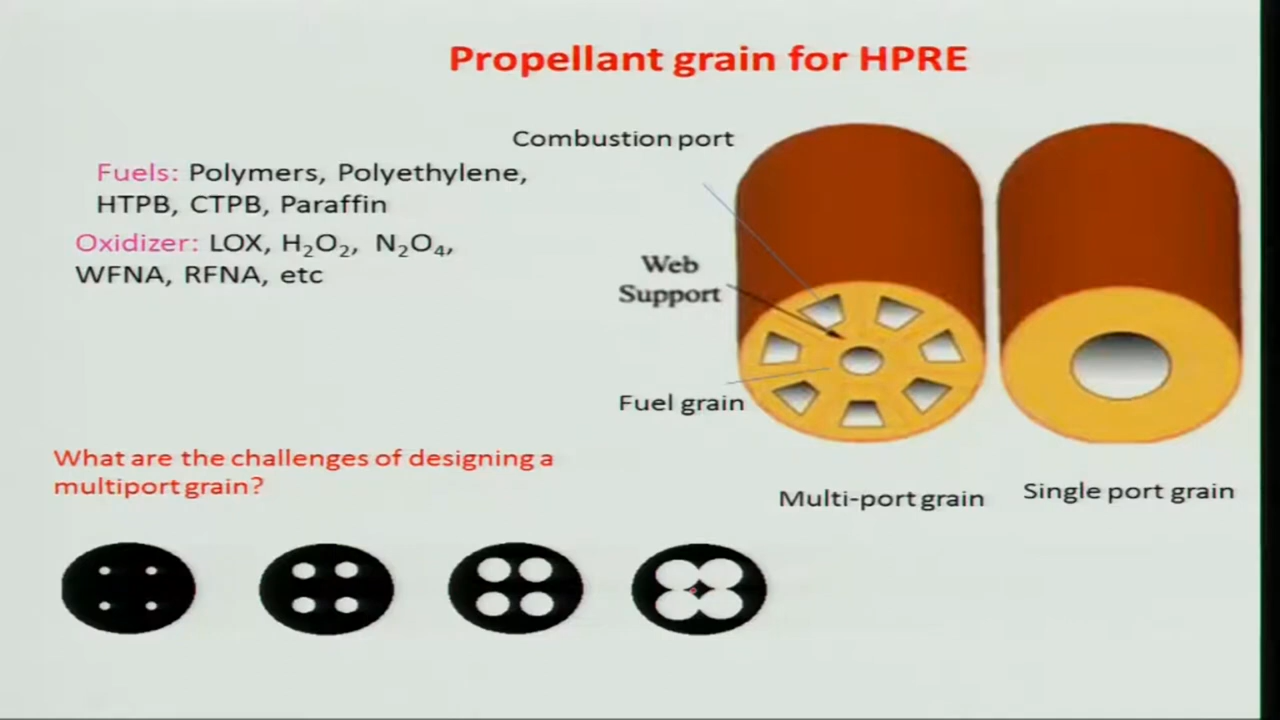 Propellant grain for HPRE
Combustion port
Fuels: Polymers, Polyethylene,
HTPB, CTPB, Paraffin
Oxidizer: LOX, H₂O₂, N₂O₄,
WFNA, RFNA, etc
Web
Support
Fuel grain
What are the challenges of designing a
multiport grain?
Multi-port grain
Single port grain